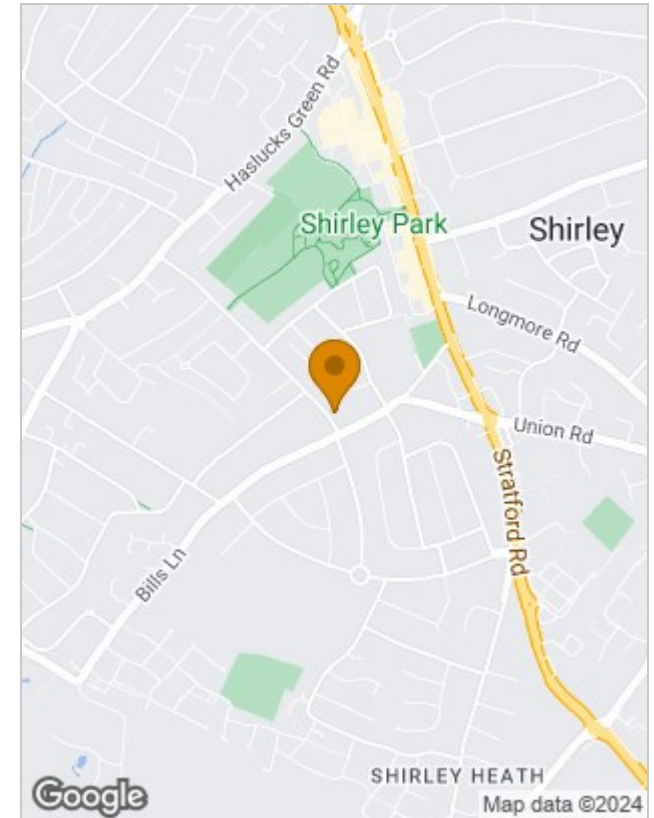 Haslucks Green Rd
Shirley Park
Shirley
Longmore Rd
Union Rd
Stratford Rd
Bills Ln
SHIRLEY HEATH
Google
Map data ©2024